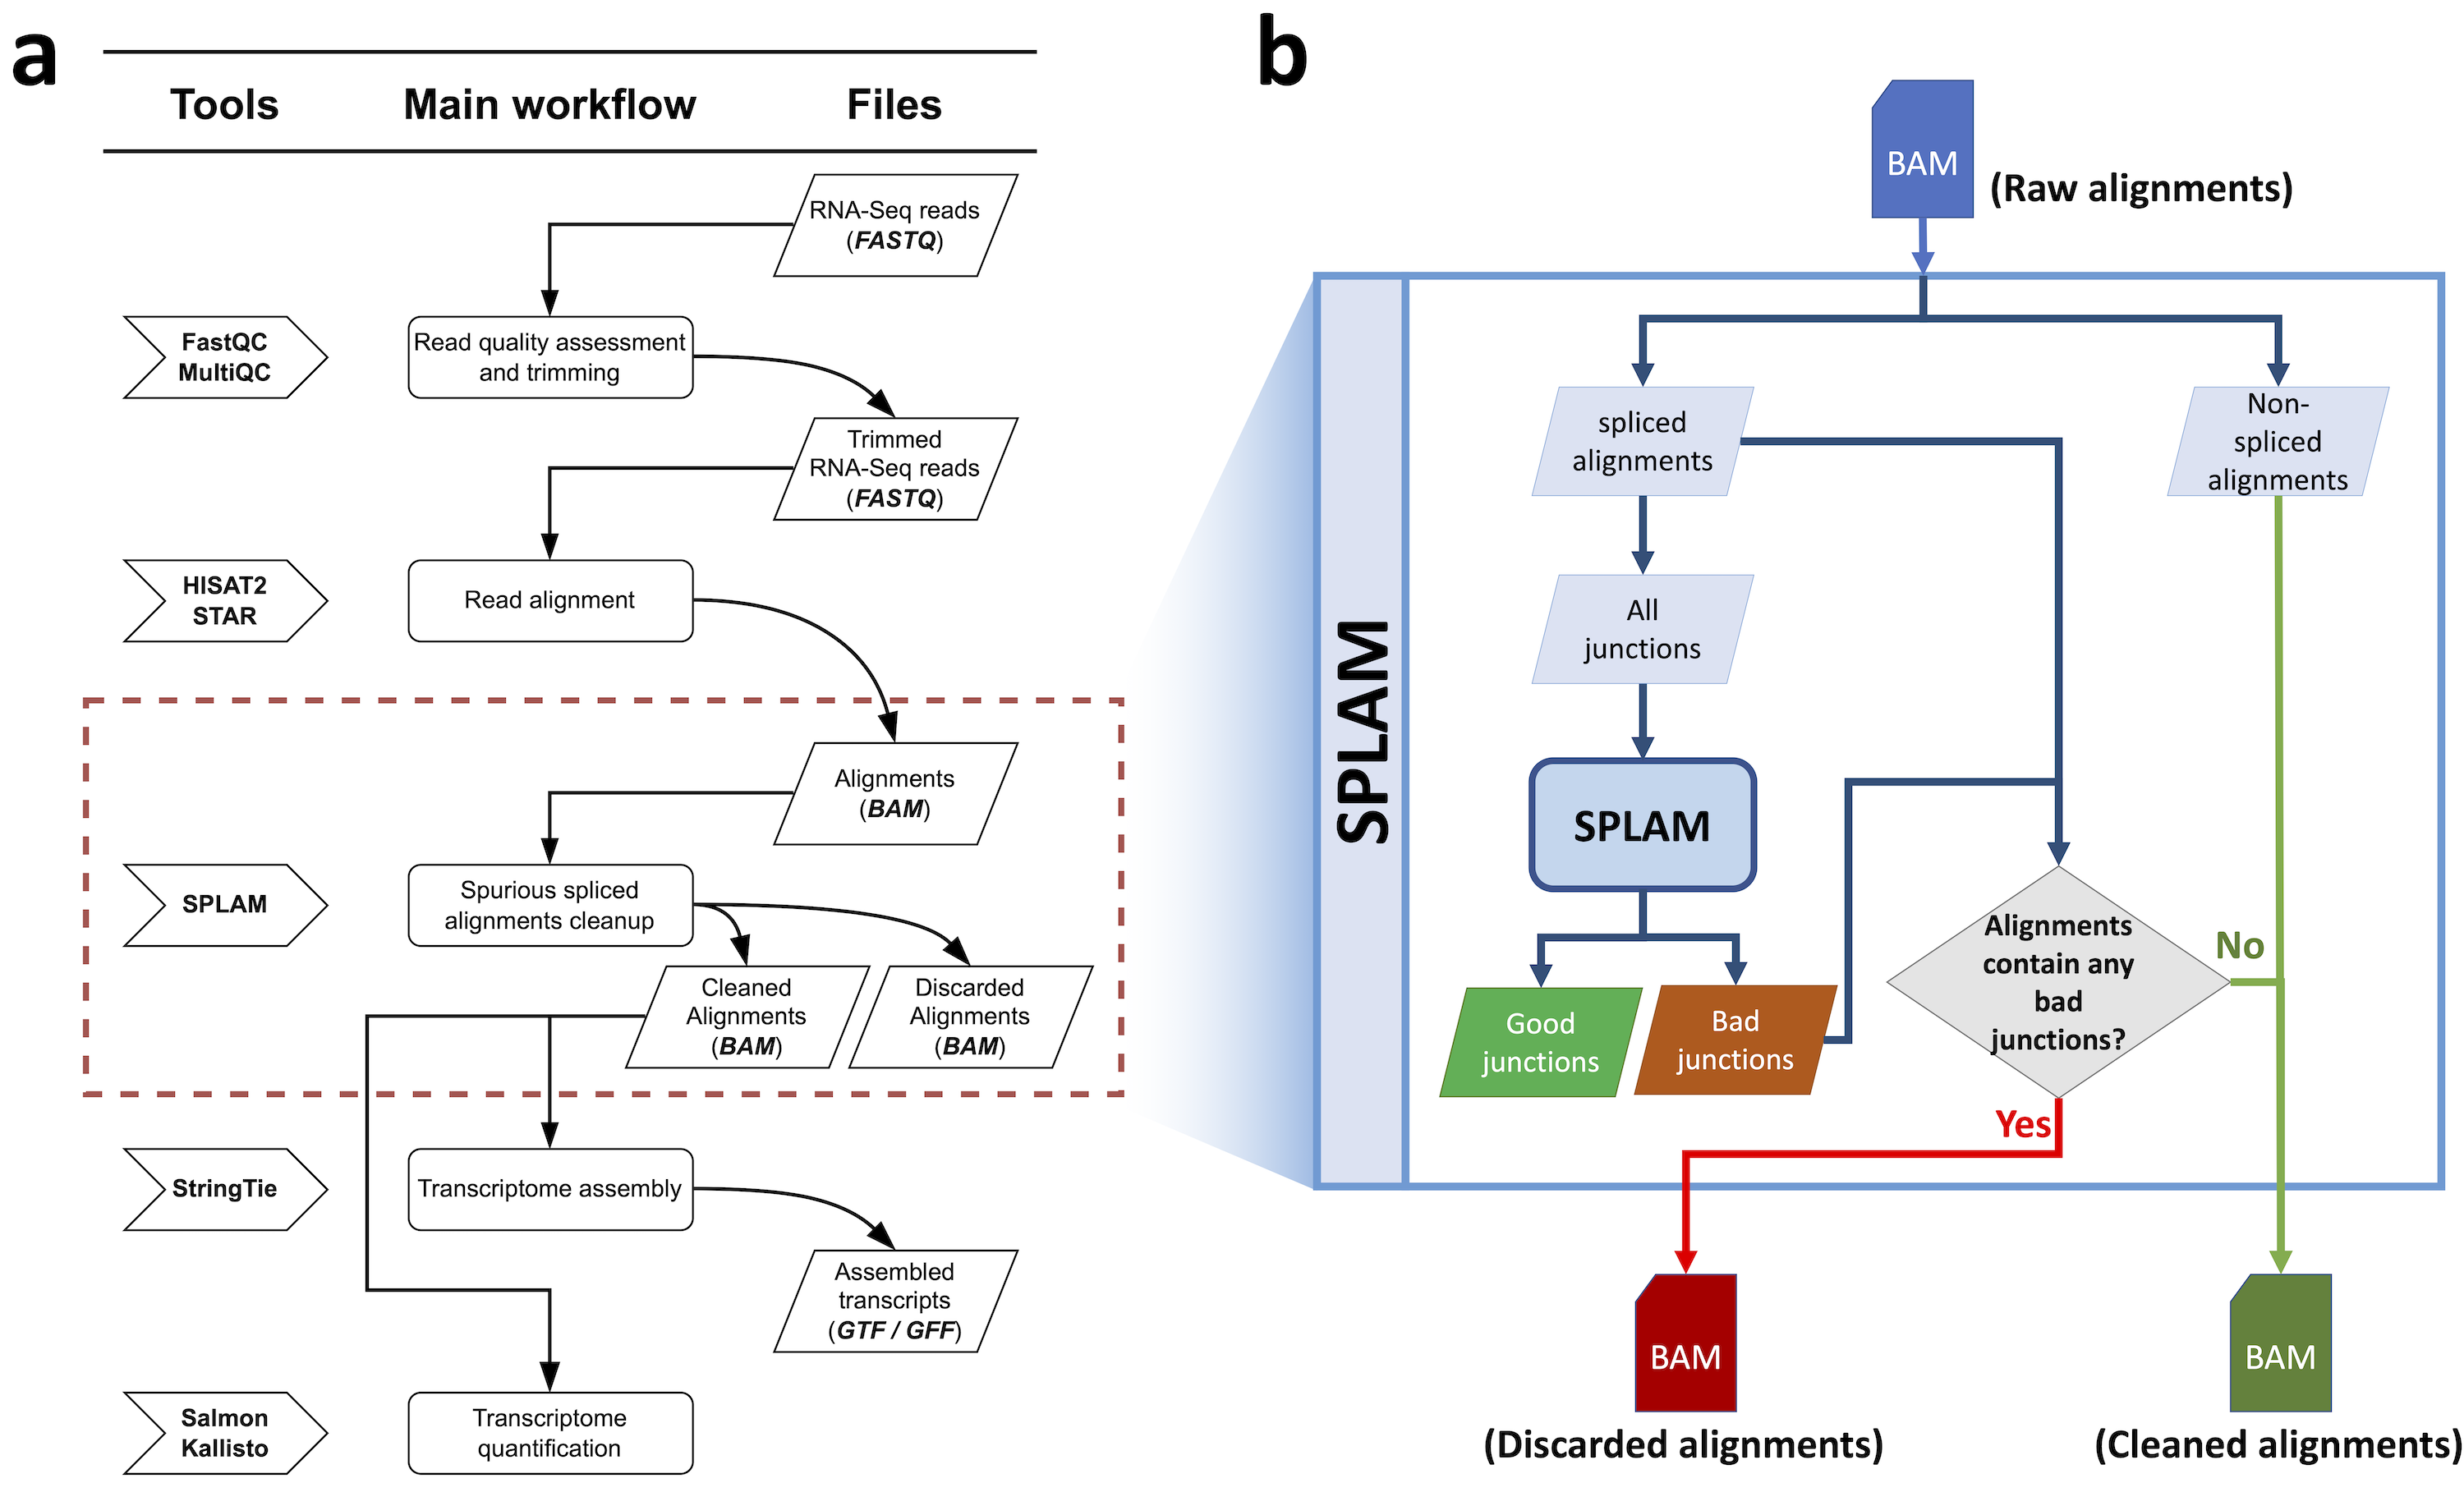 a
Tools Main workflow Files
RNA-Seq reads
(FASTQ)
FastQC
MultiQC
Read quality assessment
and trimming
Trimmed
RNA-Seq reads
(FASTQ)
HISAT2
STAR
Read alignment
Alignments
(BAM)
SPLAM
Spurious spliced
alignments cleanup
Cleaned
Alignments
(BAM)
Discarded
Alignments
(BAM)
StringTie
Transcriptome assembly
Assembled
transcripts
(GTF / GFF)
Salmon
Kallisto
Transcriptome
quantification
b
BAM
(Raw alignments)
SPLAM
spliced
alignments
Non-
spliced
alignments
All
junctions
SPLAM
Good
junctions
Bad
junctions
Alignments
contain any
bad
junctions?
No
Yes
BAM
(Discarded alignments)
BAM
(Cleaned alignments)